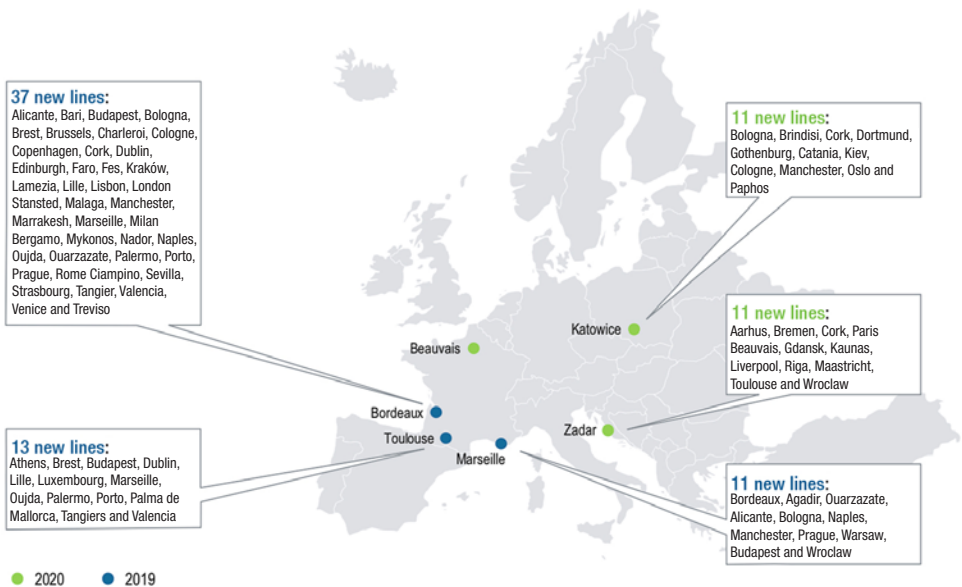 37 new lines:
Alicante, Bari, Budapest, Bologna,
Brest, Brussels, Charleroi, Cologne,
Copenhagen, Cork, Dublin,
Edinburgh, Faro, Fes, Kraków,
Lamezia, Lille, Lisbon, London
Stansted, Malaga, Manchester,
Marrakesh, Marseille, Milan
Bergamo, Mykonos, Nador, Naples,
Oujda, Ouarzazate, Palermo, Porto,
Prague, Rome Ciampino, Sevilla,
Strasbourg, Tangier, Valencia,
Venice and Treviso
11 new lines:
Bologna, Brindisi, Cork, Dortmund,
Gothenburg, Catania, Kiev,
Cologne, Manchester, Oslo and
Paphos
Katowice
Beauvais
11 new lines:
Aarhus, Bremen, Cork, Paris
Beauvais, Gdansk, Kaunas,
Liverpool, Riga, Maastricht,
Toulouse and Wroclaw
Bordeaux
Toulouse
Zadar
Marseille
13 new lines:
Athens, Brest, Budapest, Dublin,
Lille, Luxembourg, Marseille,
Oujda, Palermo, Porto, Palma de
Mallorca, Tangiers and Valencia
11 new lines:
Bordeaux, Agadir, Ouarzazate,
Alicante, Bologna, Naples,
Manchester, Prague, Warsaw,
Budapest and Wroclaw
2020
2019